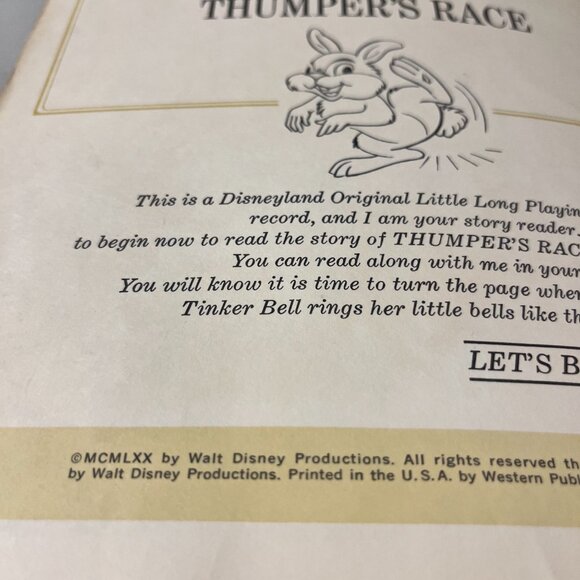 THUMPER'S RACE
This is a Disneyland Original Little Long Playin
record, and I am your story reader.
to begin now to read the story of THUMPER'S RAC
You can read along with me in your
You will know it is time to turn the page when
Tinker Bell rings her little bells like th
LET'S B
©MCMLXX by Walt Disney Productions. All rights reserved th
by Walt Disney Productions. Printed in the U.S.A. by Western Publ